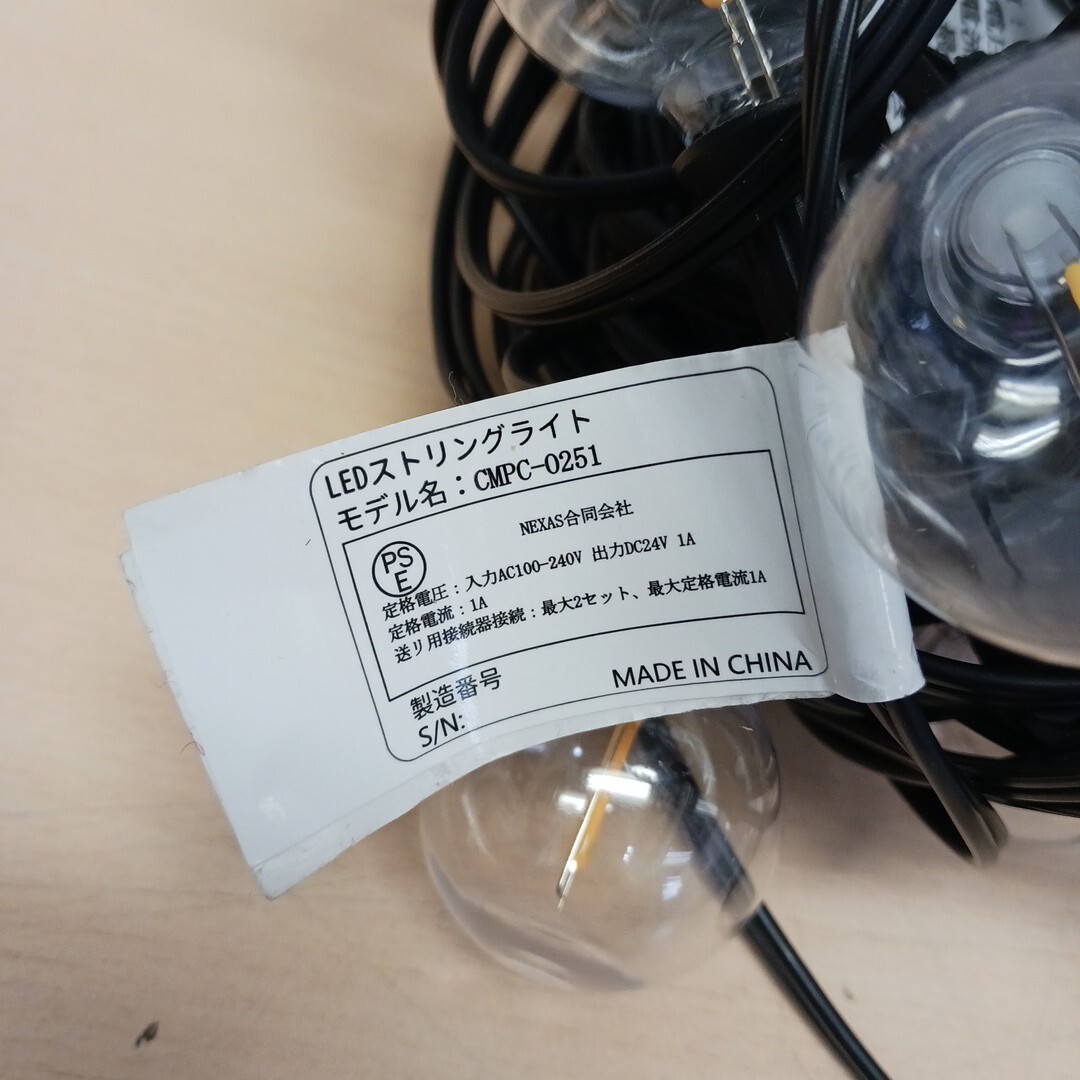 LEDストリングライト
モデル名：CMPC-0251
NEXAS合同会社
PS
E
定格電圧：入力AC100-240V 出力DC24V 1A
定格電流：1A
送リ用接続器接続：最大2セット、最大定格電流1A
製造番号
S/N:
MADE IN CHINA